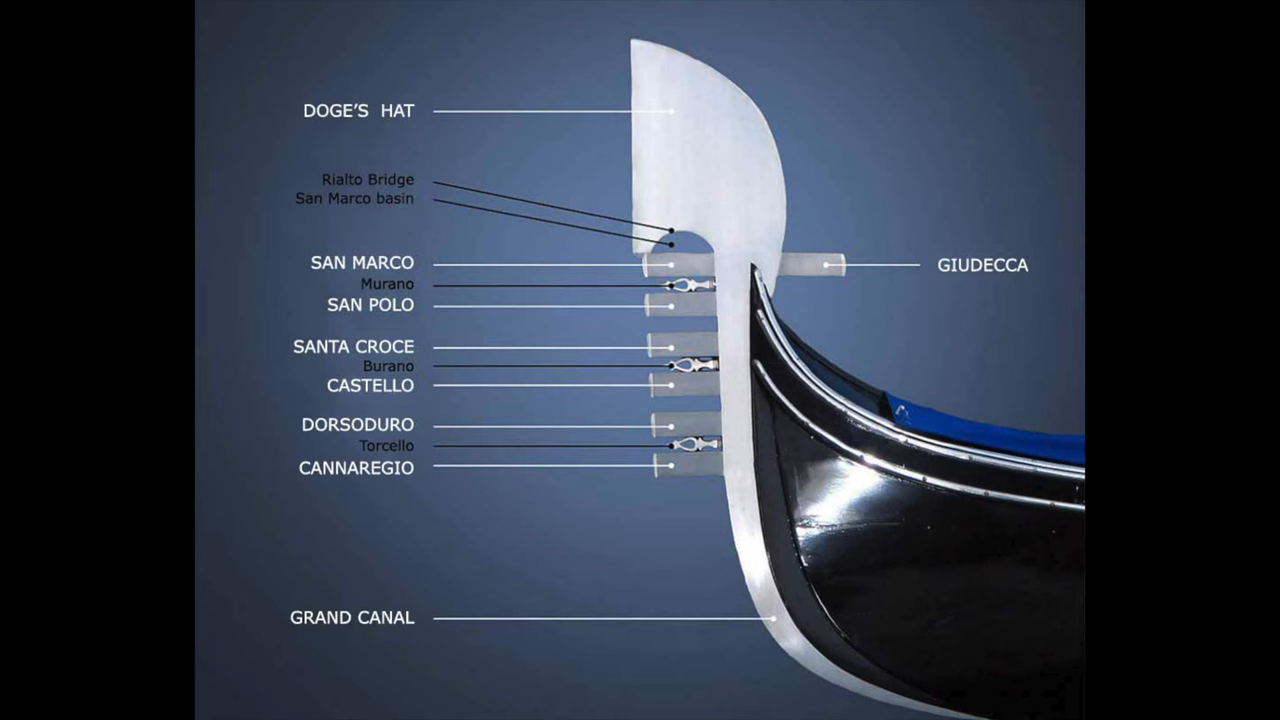 DOGE'S HAT
Rialto Bridge
San Marco basin
SAN MARCO
GIUDECCA
Murano
SAN POLO
SANTA CROCE
Burano
CASTELLO
DORSODURO
Torcello
CANNAREGIO
GRAND CANAL